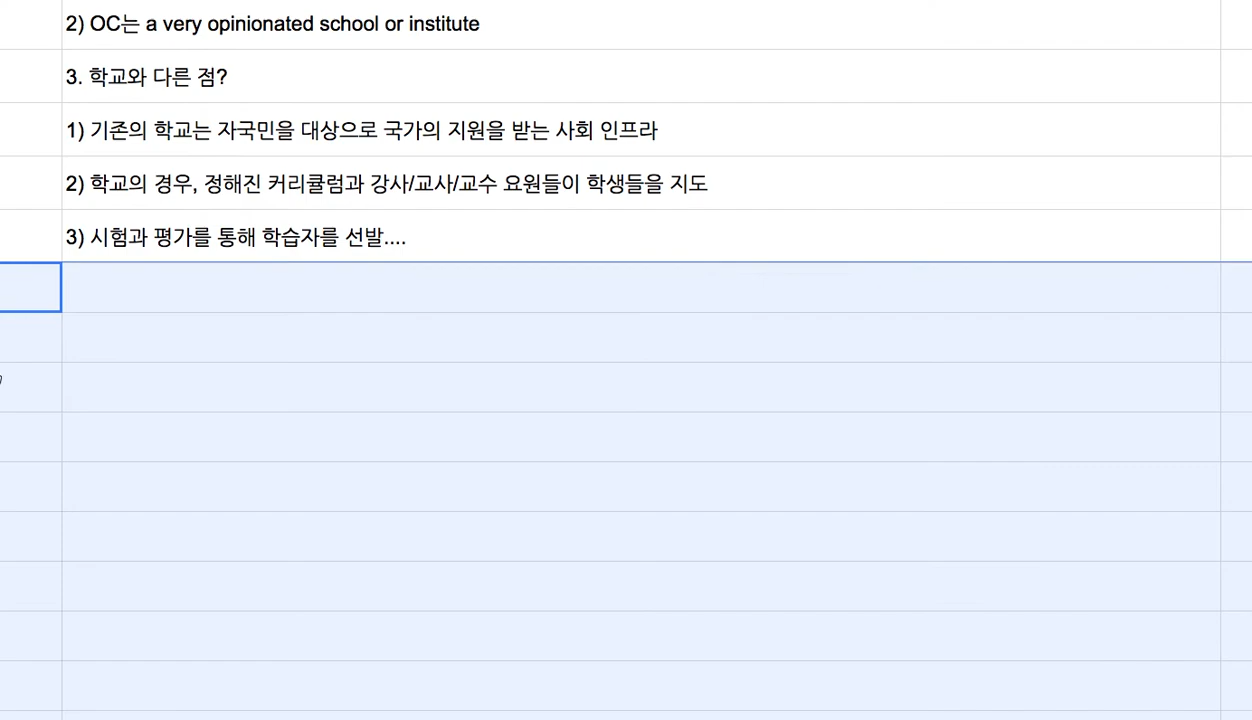 2) OC는 a very opinionated school or institute
3. 학교와 다른 점?
1) 기존의 학교는 자국민을 대상으로 국가의 지원을 받는 사회 인프라
2) 학교의 경우, 정해진 커리큘럼과 강사/교사/교수 요원들이 학생들을 지도
3) 시험과 평가를 통해 학습자를 선발....